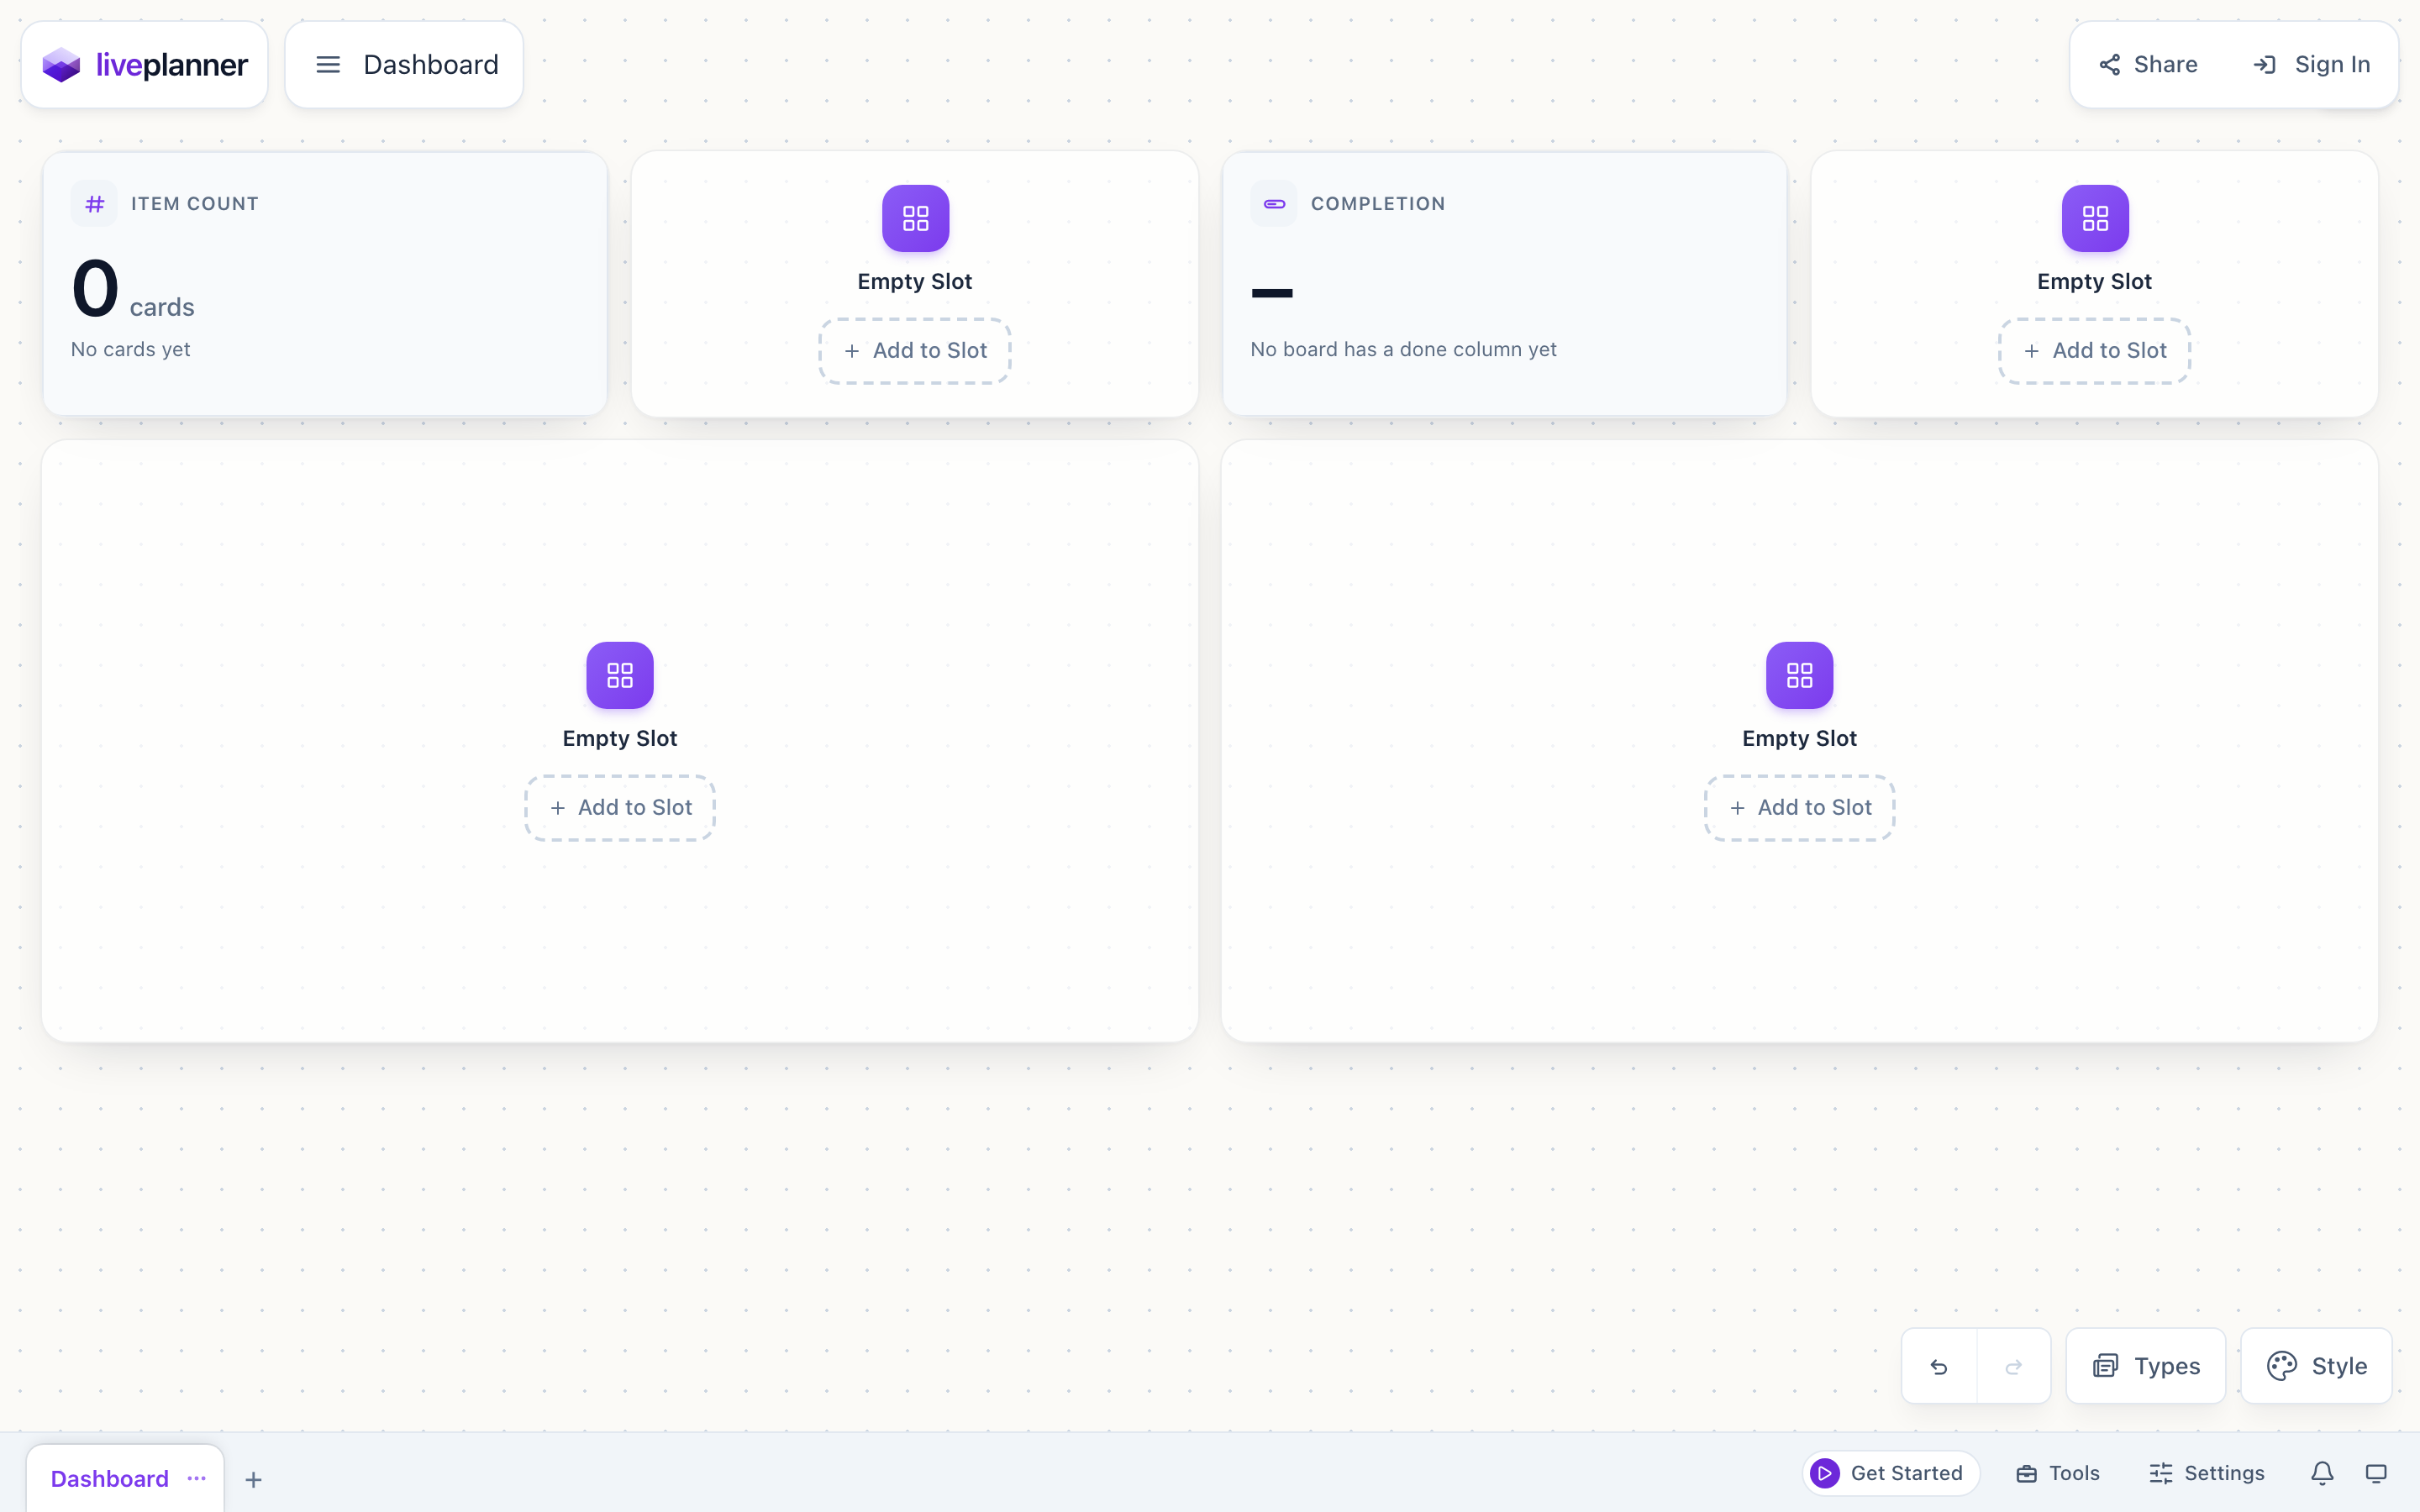 liveplanner
Dashboard
Share
Sign In
ITEM COUNT
0 cards
No cards yet
Empty Slot
+ Add to Slot
COMPLETION
—
No board has a done column yet
Empty Slot
+ Add to Slot
Empty Slot
+ Add to Slot
Empty Slot
+ Add to Slot
Types
Style
Dashboard
Get Started
Tools
Settings